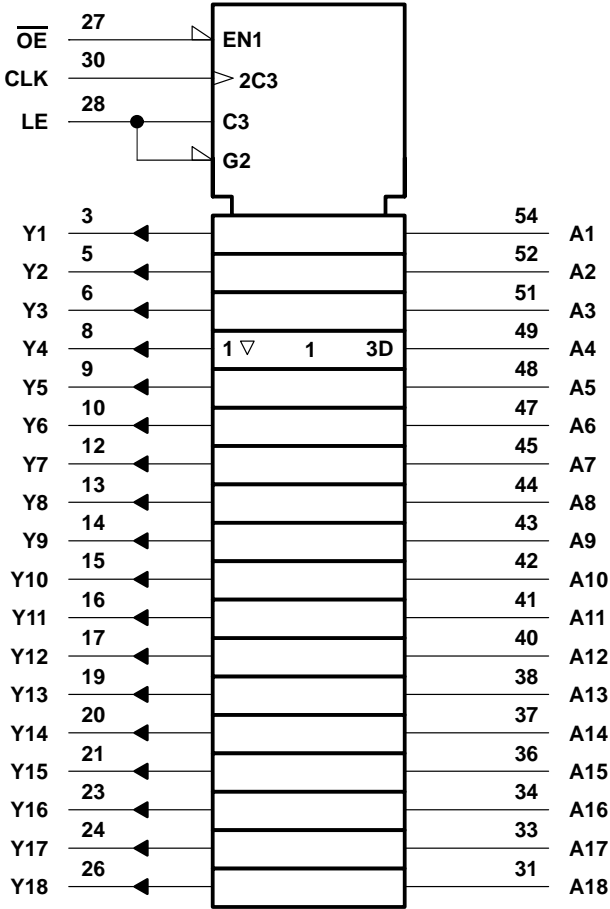 OE 27 EN1
CLK 30 2C3
LE 28 C3
G2
Y1 3 54 A1
Y2 5 52 A2
Y3 6 51 A3
Y4 8 1 ▽ 1 3D 49 A4
Y5 9 48 A5
Y6 10 47 A6
Y7 12 45 A7
Y8 13 44 A8
Y9 14 43 A9
Y10 15 42 A10
Y11 16 41 A11
Y12 17 40 A12
Y13 19 38 A13
Y14 20 37 A14
Y15 21 36 A15
Y16 23 34 A16
Y17 24 33 A17
Y18 26 31 A18